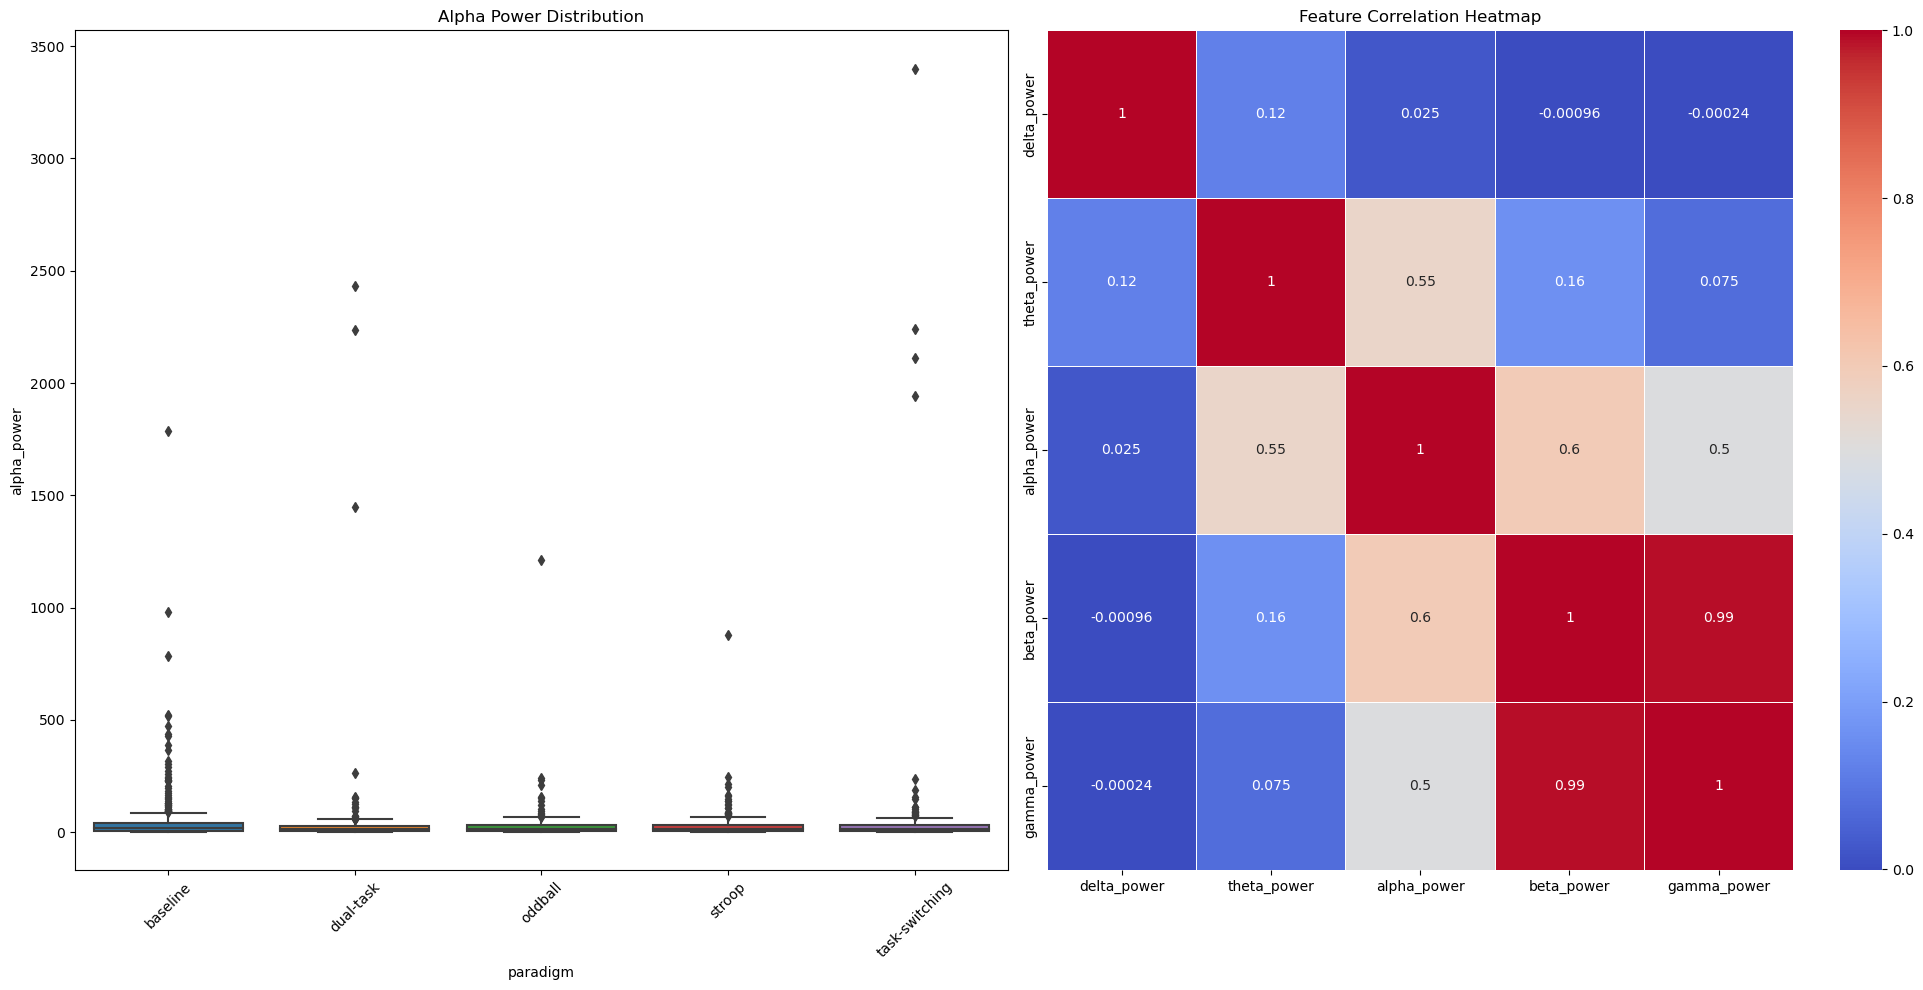 Alpha Power Distribution
3500
3000
2500
2000
1500
1000
500
0
alpha_power
baseline
dual-task
oddball
stroop
task-switching
paradigm
Feature Correlation Heatmap
delta_power
1 0.12 0.025 -0.00096 -0.00024
theta_power
0.12 1 0.55 0.16 0.075
alpha_power
0.025 0.55 1 0.6 0.5
beta_power
-0.00096 0.16 0.6 1 0.99
gamma_power
-0.00024 0.075 0.5 0.99 1
delta_power theta_power alpha_power beta_power gamma_power
1.0
0.8
0.6
0.4
0.2
0.0